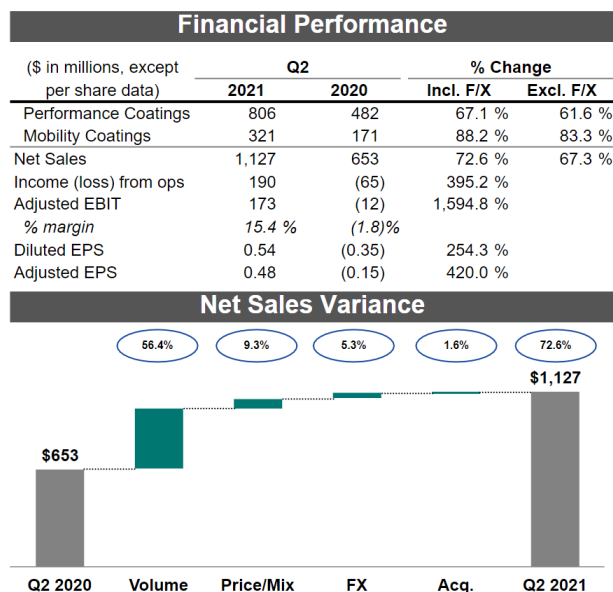 Financial Performance
($ in millions, except Q2 % Change
per share data) 2021 2020 Incl. F/X Excl. F/X
Performance Coatings 806 482 67.1 % 61.6 %
Mobility Coatings 321 171 88.2 % 83.3 %
Net Sales 1,127 653 72.6 % 67.3 %
Income (loss) from ops 190 (65) 395.2 %
Adjusted EBIT 173 (12) 1,594.8 %
% margin 15.4 % (1.8)%
Diluted EPS 0.54 (0.35) 254.3 %
Adjusted EPS 0.48 (0.15) 420.0 %
Net Sales Variance
56.4% 9.3% 5.3% 1.6% 72.6%
$1,127
$653
Q2 2020 Volume Price/Mix FX Acq. Q2 2021